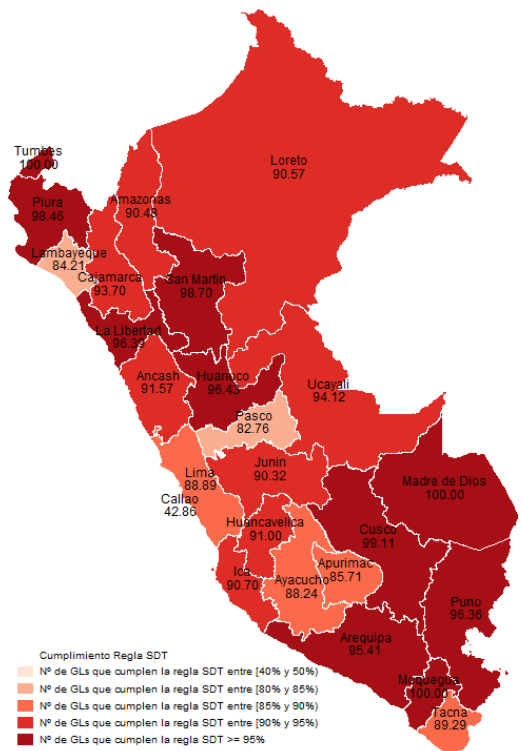 Tumbes
100.00
Loreto
90.57
Piura
98.46
Amazonas
90.48
Lambayeque
84.21
Cajamarca
93.70
San Martin
98.70
La Libertad
96.39
Ancash
91.57
Huanuco
96.43
Ucayali
94.12
Pasco
82.76
Lima
88.89
Junin
90.32
Callao
42.86
Madre de Dios
100.00
Huancavelica
91.00
Cusco
99.11
Apurimac
85.71
Ica
90.70
Ayacucho
88.24
Puno
96.36
Arequipa
95.41
Moquegua
100.00
Tacna
89.29
Cumplimiento Regla SDT
Nº de GLs que cumplen la regla SDT entre [40% y 50%)
Nº de GLs que cumplen la regla SDT entre [80% y 85%)
Nº de GLs que cumplen la regla SDT entre [85% y 90%)
Nº de GLs que cumplen la regla SDT entre [90% y 95%)
Nº de GLs que cumplen la regla SDT >= 95%